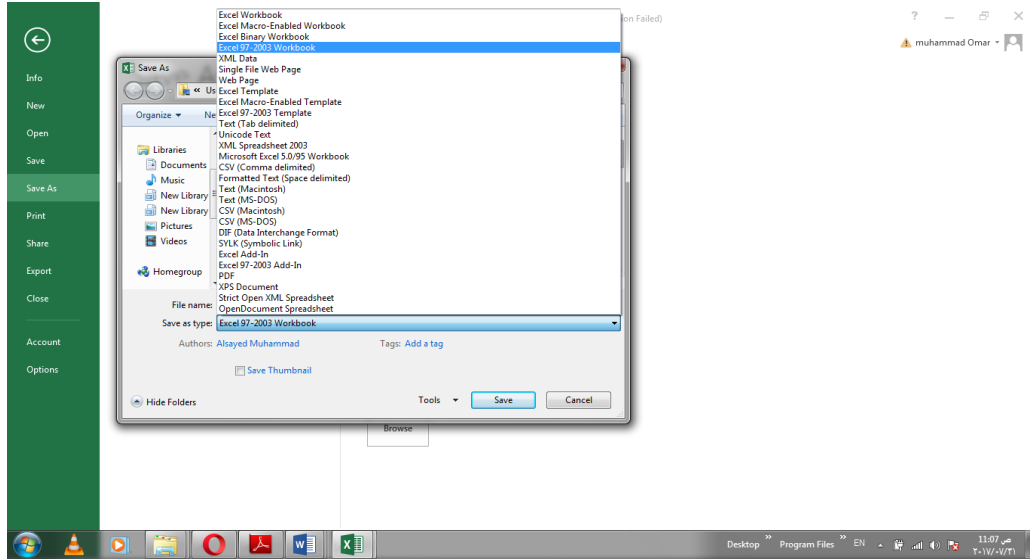 on Failed)
?
muhammad Omar
Info
New
Open
Save
Save As
Print
Share
Export
Close
Account
Options
Save As
« Us
Organize
Ne
Libraries
Documents
Music
New Library
New Library
Pictures
Videos
Homegroup
Excel Workbook
Excel Macro-Enabled Workbook
Excel Binary Workbook
Excel 97-2003 Workbook
XML Data
Single File Web Page
Web Page
Excel Template
Excel Macro-Enabled Template
Excel 97-2003 Template
Text (Tab delimited)
Unicode Text
XML Spreadsheet 2003
Microsoft Excel 5.0/95 Workbook
CSV (Comma delimited)
Formatted Text (Space delimited)
Text (Macintosh)
Text (MS-DOS)
CSV (Macintosh)
CSV (MS-DOS)
DIF (Data Interchange Format)
SYLK (Symbolic Link)
Excel Add-In
Excel 97-2003 Add-In
PDF
XPS Document
Strict Open XML Spreadsheet
OpenDocument Spreadsheet
File name:
Save as type: Excel 97-2003 Workbook
Authors: Alsayed Muhammad Tags: Add a tag
Save Thumbnail
Hide Folders Tools Save Cancel
Browse
Desktop » Program Files » EN
11:07 ص
٢٠١٧/٠٧/٢١